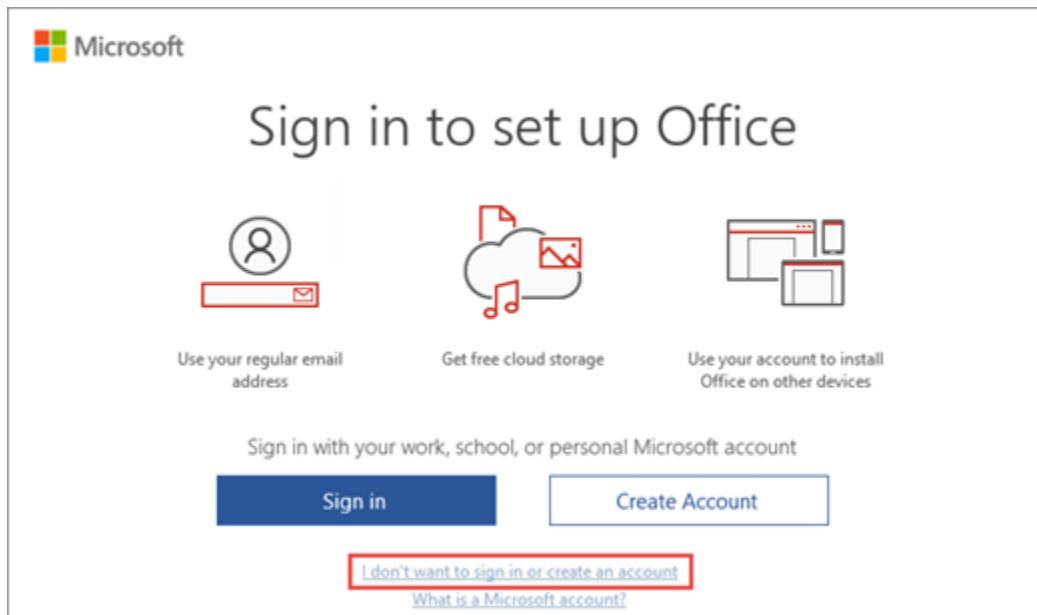 Microsoft
Sign in to set up Office
Use your regular email
address
Get free cloud storage
Use your account to install
Office on other devices
Sign in with your work, school, or personal Microsoft account
Sign in
Create Account
I don't want to sign in or create an account
What is a Microsoft account?